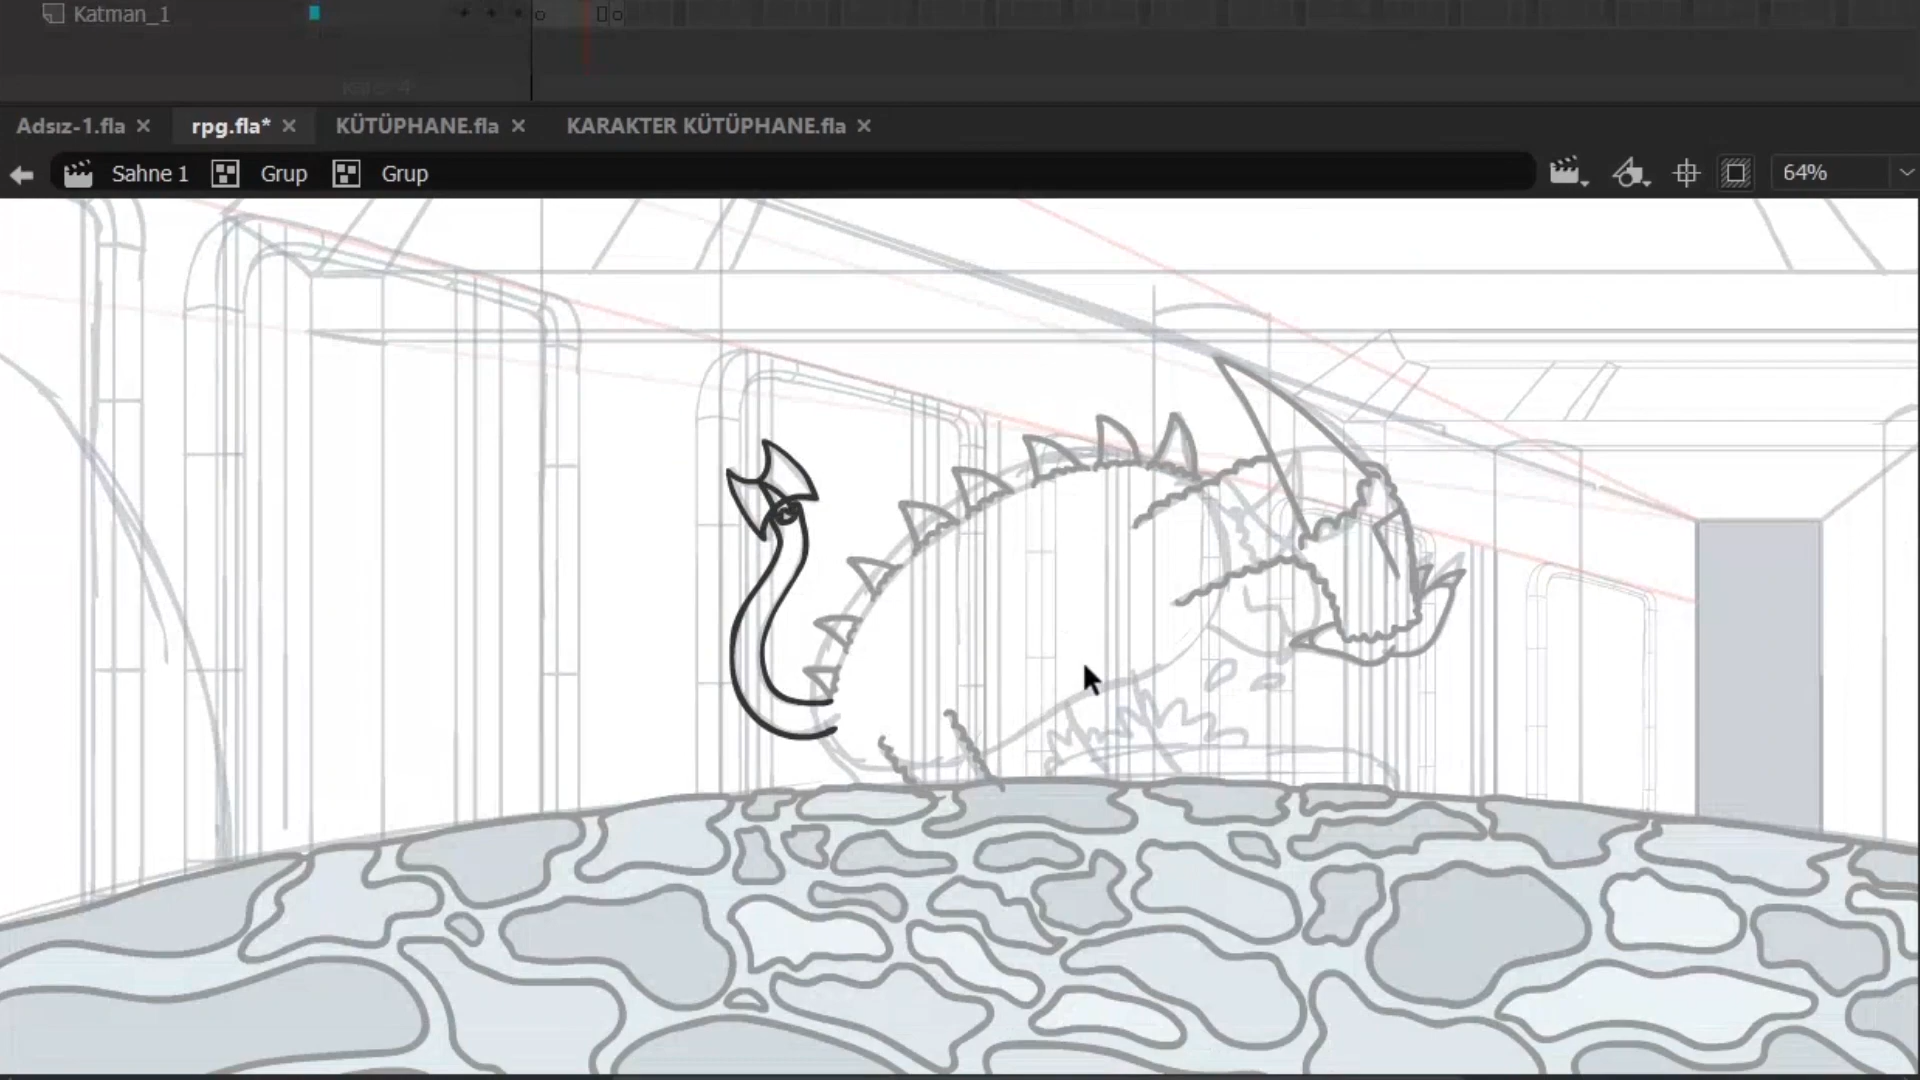 Katman_1
Adsız-1.fla × rpg.fla* × KÜTÜPHANE.fla × KARAKTER KÜTÜPHANE.fla ×
Sahne 1 Grup Grup 64%